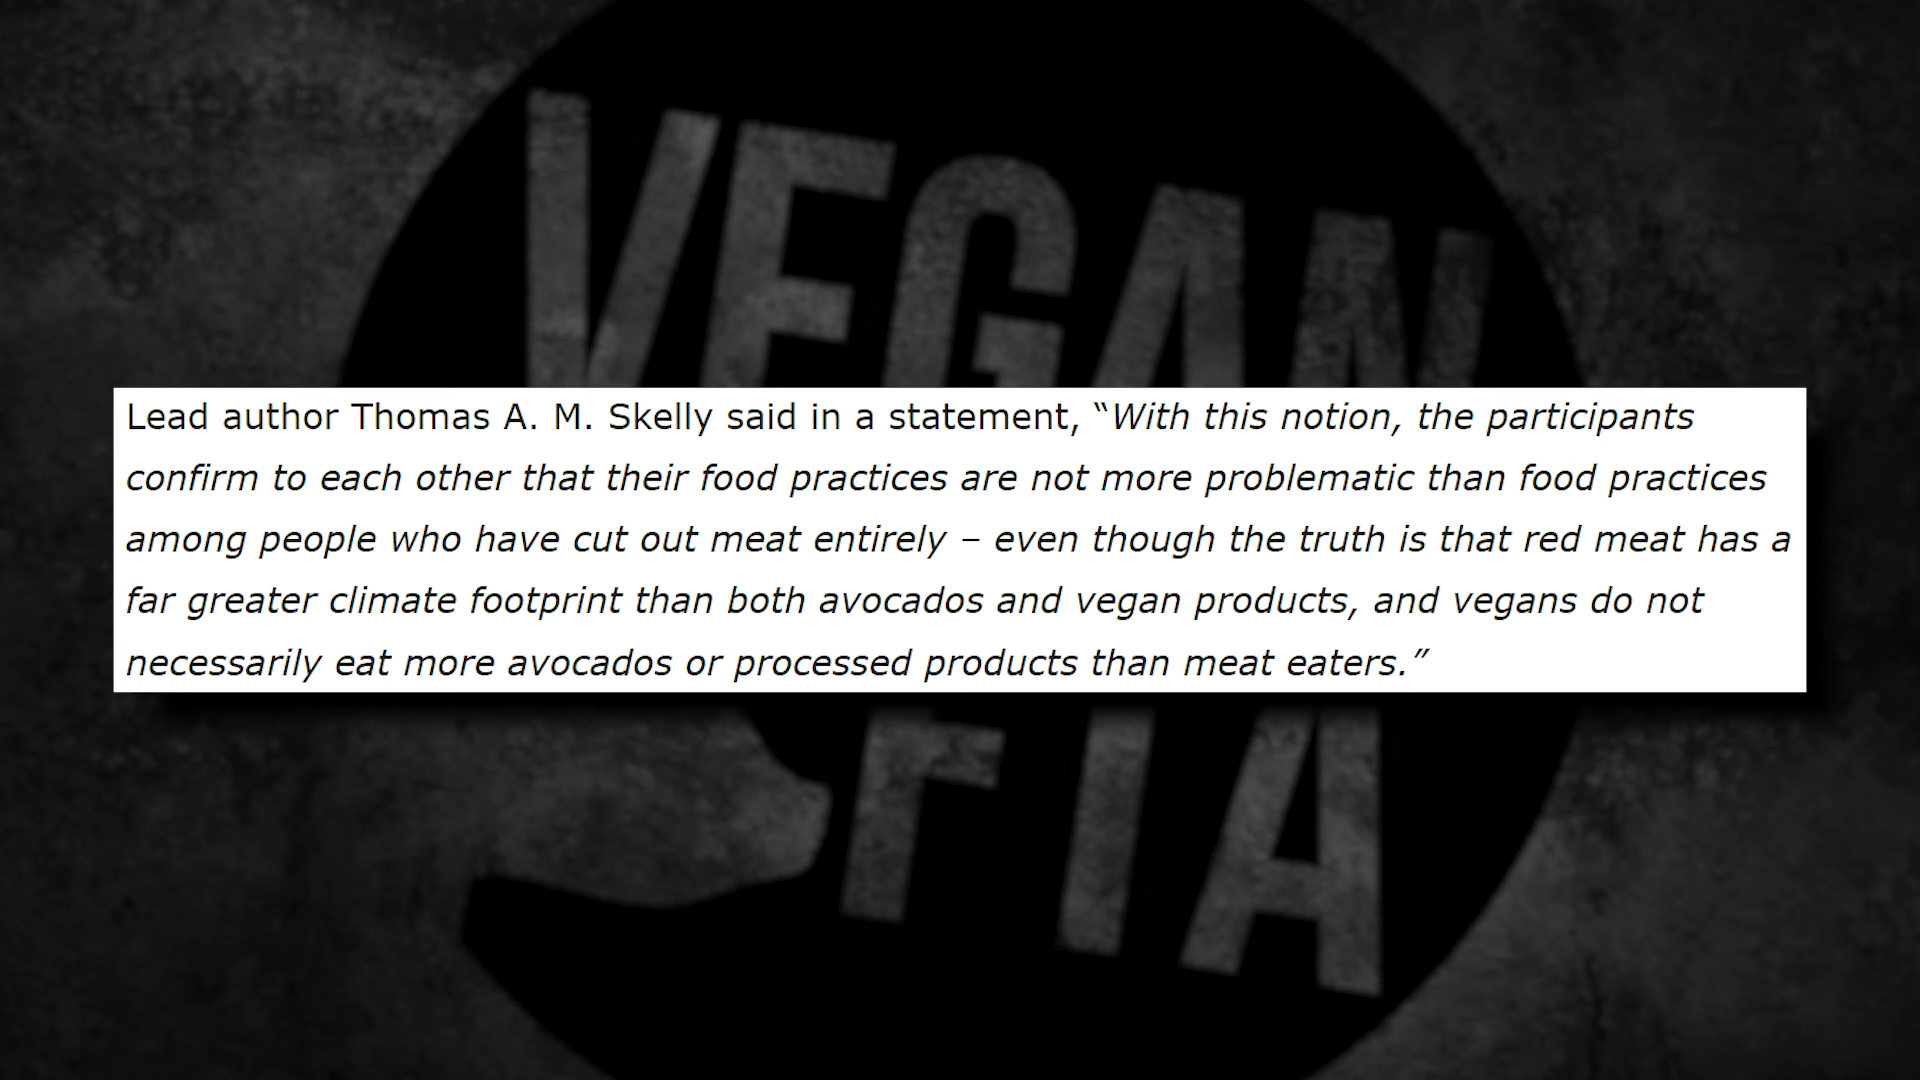 VEGAN
Lead author Thomas A. M. Skelly said in a statement, “With this notion, the participants
confirm to each other that their food practices are not more problematic than food practices
among people who have cut out meat entirely – even though the truth is that red meat has a
far greater climate footprint than both avocados and vegan products, and vegans do not
necessarily eat more avocados or processed products than meat eaters.”
FTA